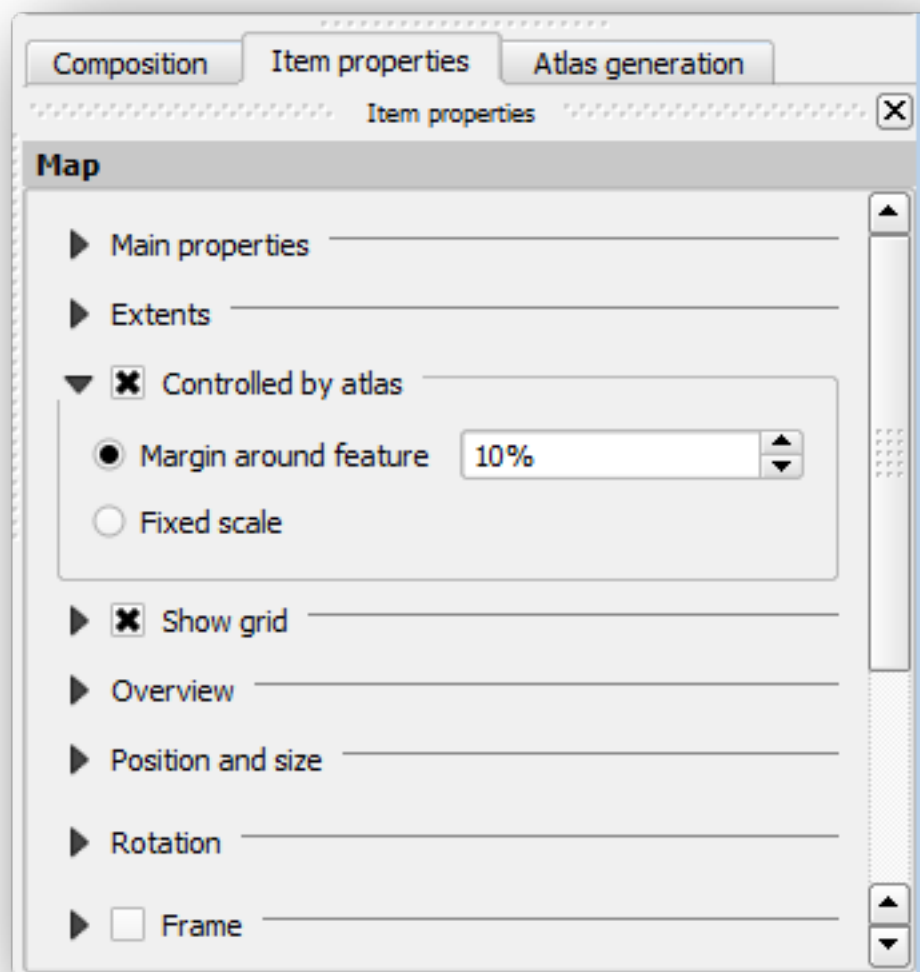 Composition Item properties Atlas generation
Item properties
Map
Main properties
Extents
Controlled by atlas
Margin around feature 10%
Fixed scale
Show grid
Overview
Position and size
Rotation
Frame